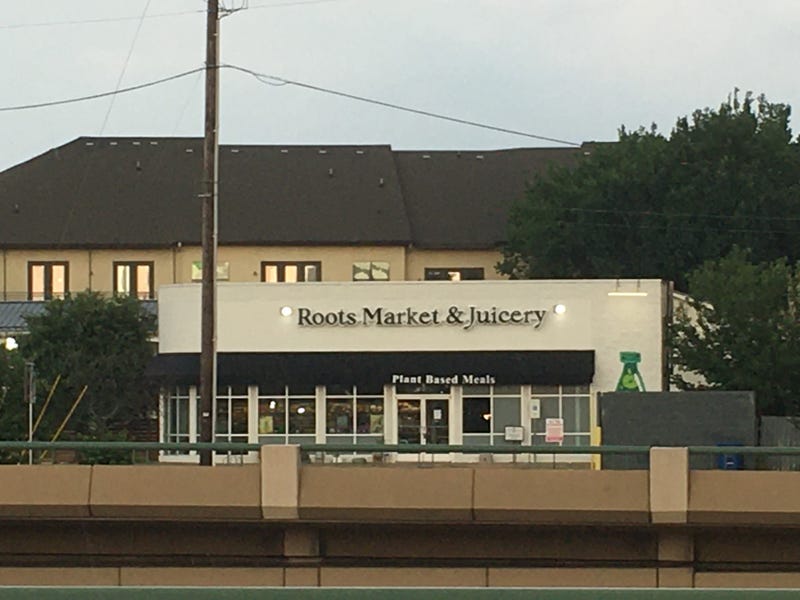 Roots Market & Juicery
Plant Based Meals